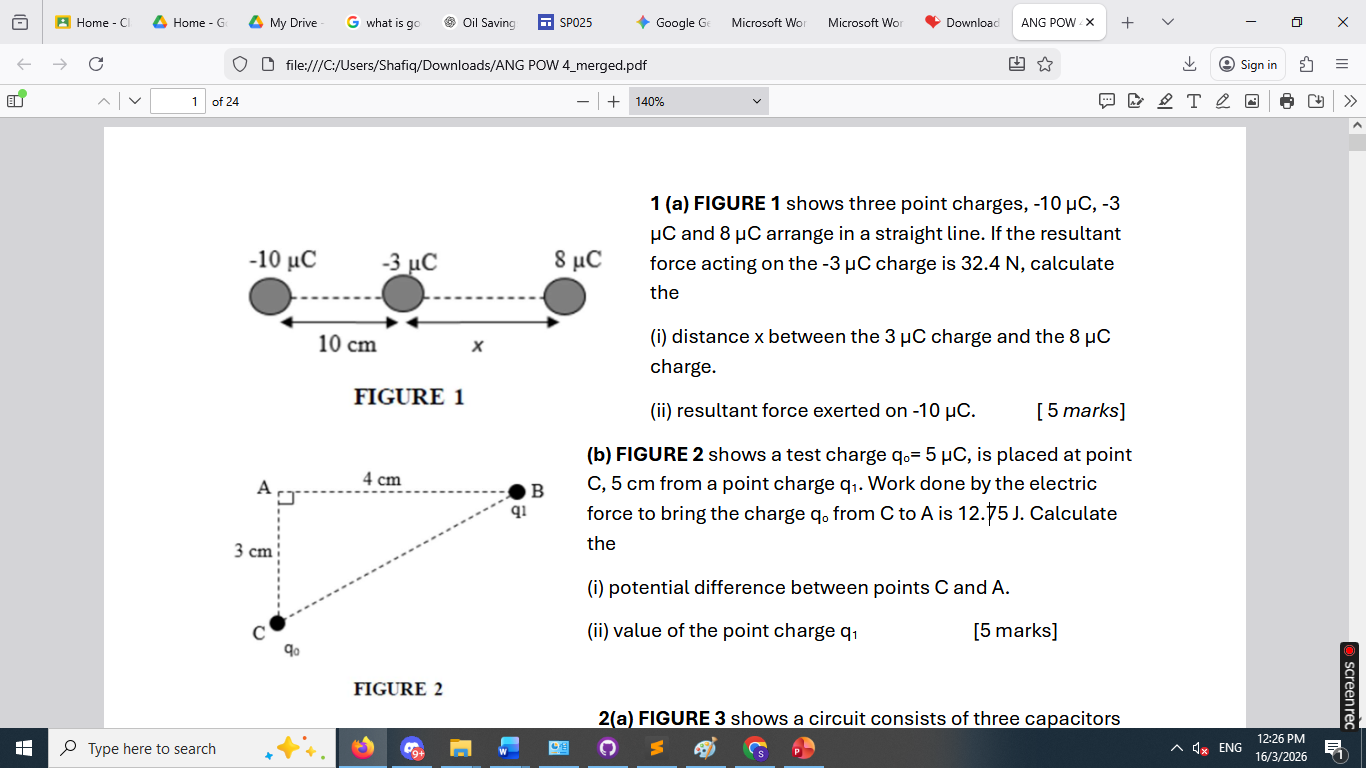 Home - Cl
Home - G
My Drive -
what is go
Oil Saving
SP025
Google Ge
Microsoft Wor
Microsoft Wor
Download
ANG POW 4
file:///C:/Users/Shafiq/Downloads/ANG POW 4_merged.pdf
Sign in
1 of 24
140%
1 (a) FIGURE 1 shows three point charges, -10 µC, -3
µC and 8 µC arrange in a straight line. If the resultant
force acting on the -3 µC charge is 32.4 N, calculate
the
(i) distance x between the 3 µC charge and the 8 µC
charge.
(ii) resultant force exerted on -10 µC. [ 5 marks]
-10 µC
-3 µC
8 µC
10 cm
x
FIGURE 1
(b) FIGURE 2 shows a test charge qₒ= 5 µC, is placed at point
C, 5 cm from a point charge q₁. Work done by the electric
force to bring the charge qₒ from C to A is 12.75 J. Calculate
the
(i) potential difference between points C and A.
(ii) value of the point charge q₁ [5 marks]
A
4 cm
B
q1
3 cm
C
q₀
FIGURE 2
2(a) FIGURE 3 shows a circuit consists of three capacitors
screenrec
Type here to search
9+
S
P
ENG
12:26 PM
16/3/2026
1